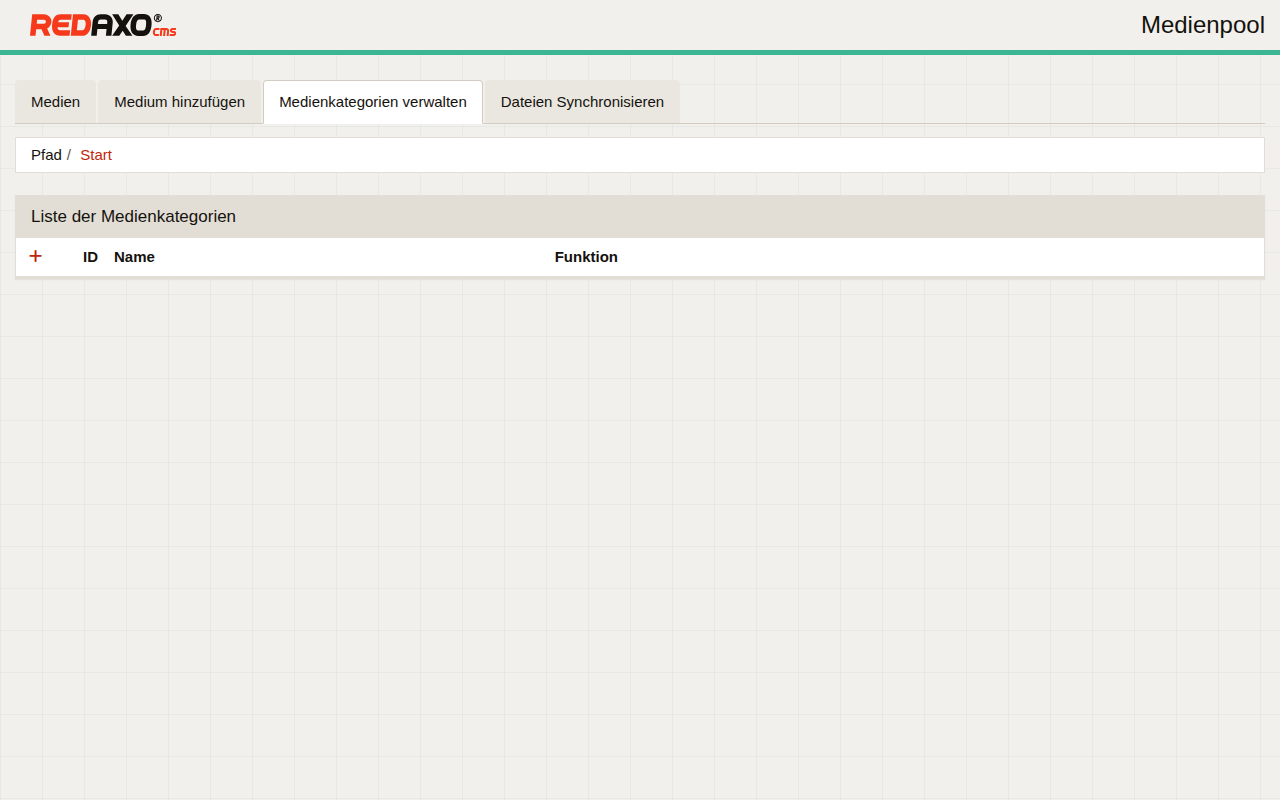 REDAXO® cms
Medienpool
Medien
Medium hinzufügen
Medienkategorien verwalten
Dateien Synchronisieren
Pfad / Start
Liste der Medienkategorien
+ ID Name Funktion